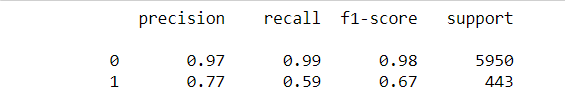 precision recall f1-score support
0 0.97 0.99 0.98 5950
1 0.77 0.59 0.67 443